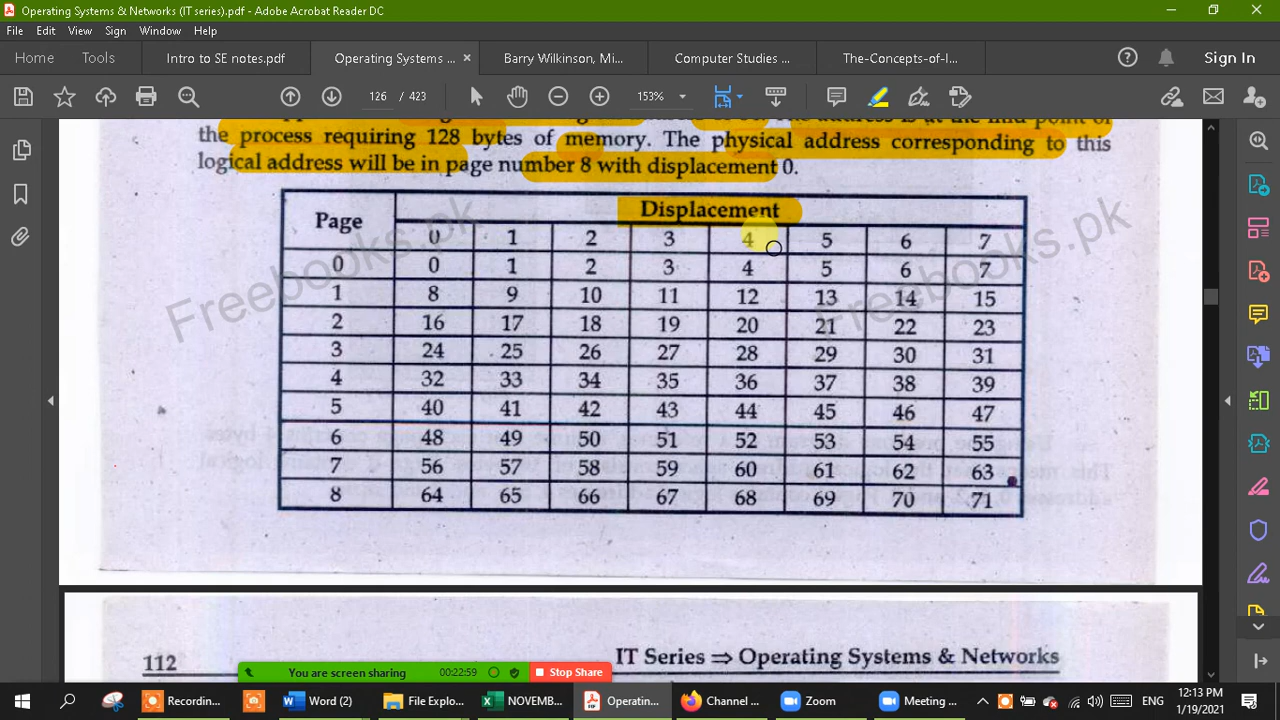 Operating Systems & Networks (IT series).pdf - Adobe Acrobat Reader DC
File Edit View Sign Window Help
Home Tools Intro to SE notes.pdf Operating Systems ... × Barry Wilkinson, Mi... Computer Studies ... The-Concepts-of-I... Sign In
126 / 423 153%
the process requiring 128 bytes of memory. The physical address corresponding to this
logical address will be in page number 8 with displacement 0.
Page Displacement
0 1 2 3 4 5 6 7
0 0 1 2 3 4 5 6 7
1 8 9 10 11 12 13 14 15
2 16 17 18 19 20 21 22 23
3 24 25 26 27 28 29 30 31
4 32 33 34 35 36 37 38 39
5 40 41 42 43 44 45 46 47
6 48 49 50 51 52 53 54 55
7 56 57 58 59 60 61 62 63
8 64 65 66 67 68 69 70 71
Freebooks.pk Freebooks.pk
112 IT Series ⇒ Operating Systems & Networks
You are screen sharing 00:22:59 Stop Share
Recordin... Word (2) File Explo... NOVEMB... Operatin... Channel ... Zoom Meeting ... ENG 12:13 PM
1/19/2021